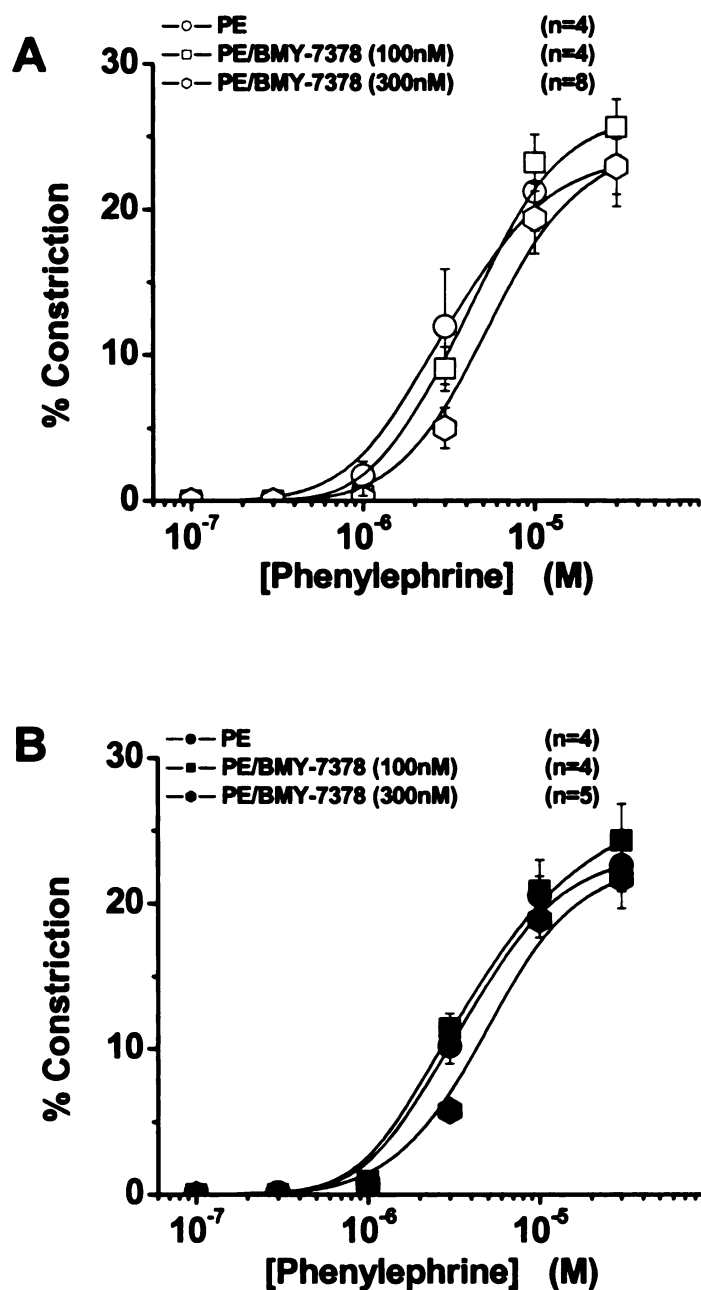 A
PE (n=4)
PE/BMY-7378 (100nM) (n=4)
PE/BMY-7378 (300nM) (n=8)
30
20
10
0
% Constriction
10-7 10-6 10-5
[Phenylephrine] (M)
B
PE (n=4)
PE/BMY-7378 (100nM) (n=4)
PE/BMY-7378 (300nM) (n=5)
30
20
10
0
% Constriction
10-7 10-6 10-5
[Phenylephrine] (M)